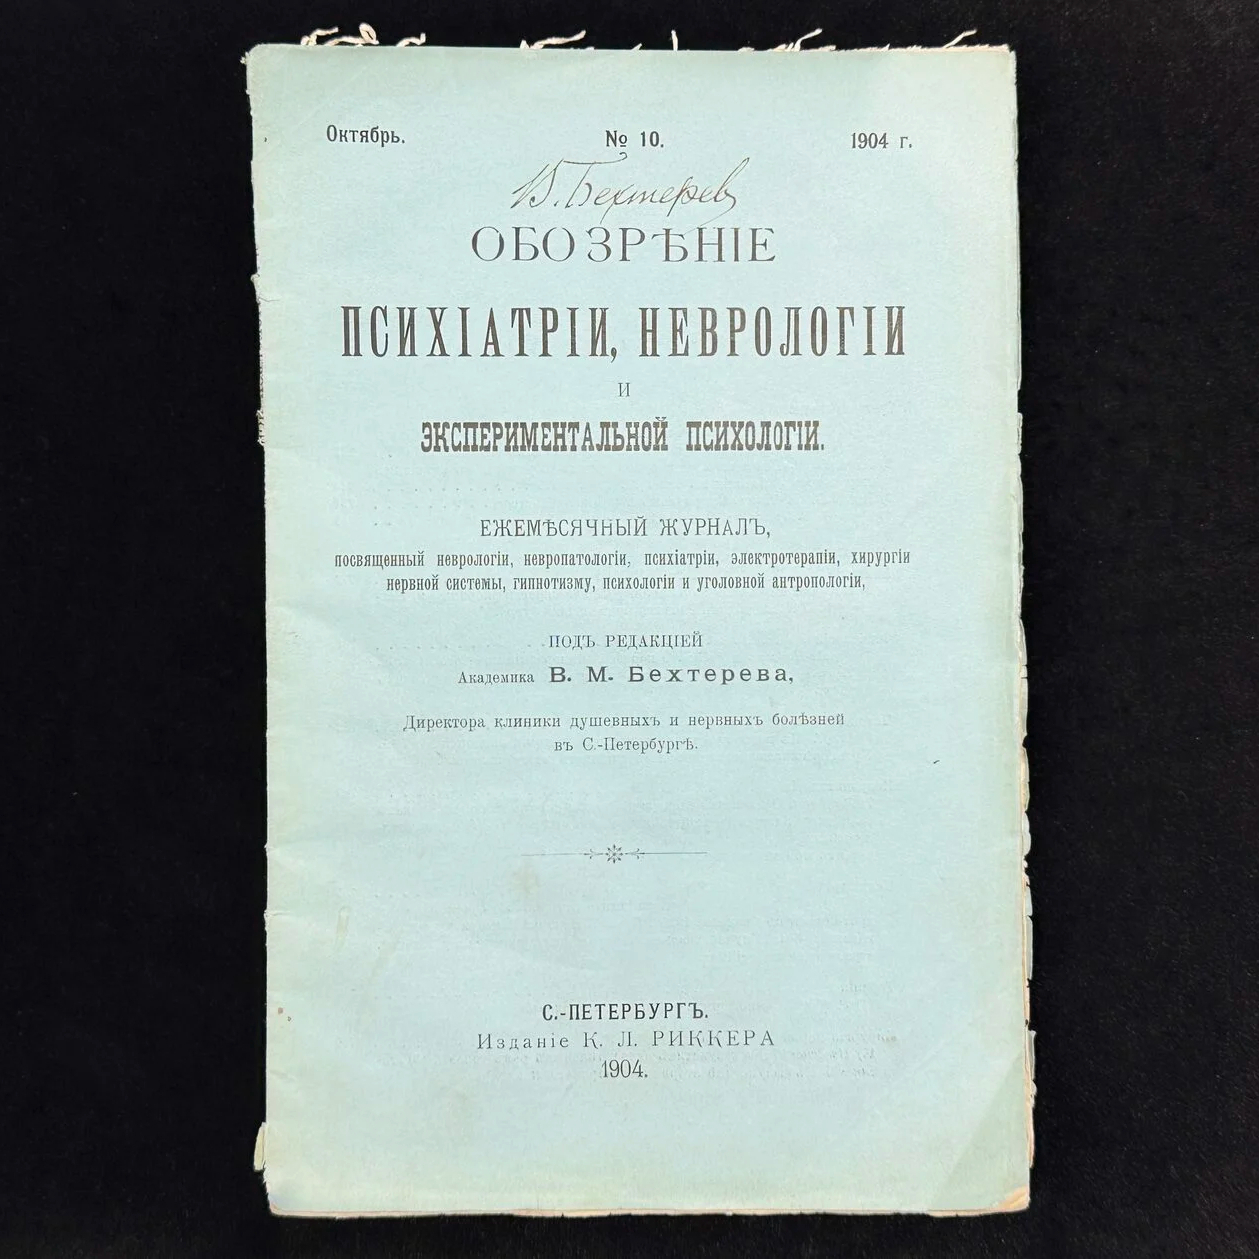 Октябрь. № 10. 1904 г.
В. Бехтерев
ОБОЗРѢНІЕ
ПСИХІАТРІИ, НЕВРОЛОГІИ
И
ЭКСПЕРИМЕНТАЛЬНОЙ ПСИХОЛОГІИ.
ЕЖЕМѢСЯЧНЫЙ ЖУРНАЛЪ,
посвященный неврологіи, невропатологіи, психіатріи, электротерапіи, хирургіи
нервной системы, гипнотизму, психологіи и уголовной антропологіи,
ПОДЪ РЕДАКЦІЕЙ
Академика В. М. Бехтерева,
Директора клиники душевныхъ и нервныхъ болѣзней
въ С.-Петербургѣ.
С.-ПЕТЕРБУРГЪ.
Изданіе К. Л. РИККЕРА
1904.